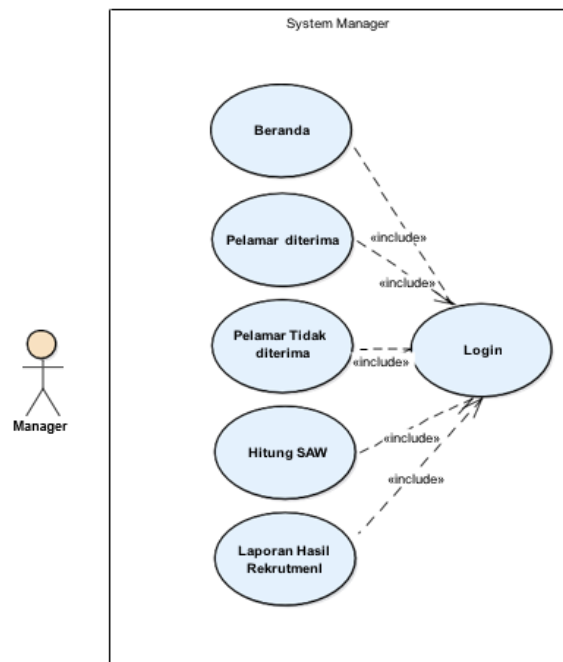 System Manager
Beranda
«include»
Pelamar diterima
«include»
Pelamar Tidak
diterima
«include»
Login
Manager
Hitung SAW
«include»
«include»
Laporan Hasil
Rekrutmenl